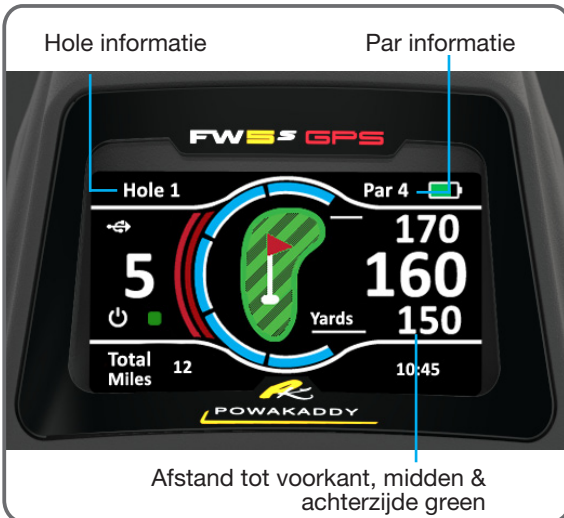 Hole informatie
Par informatie
FW5s GPS
Hole 1
Par 4
170
5
160
Yards
150
Total
Miles
12
10:45
POWAKADDY
Afstand tot voorkant, midden &
achterzijde green